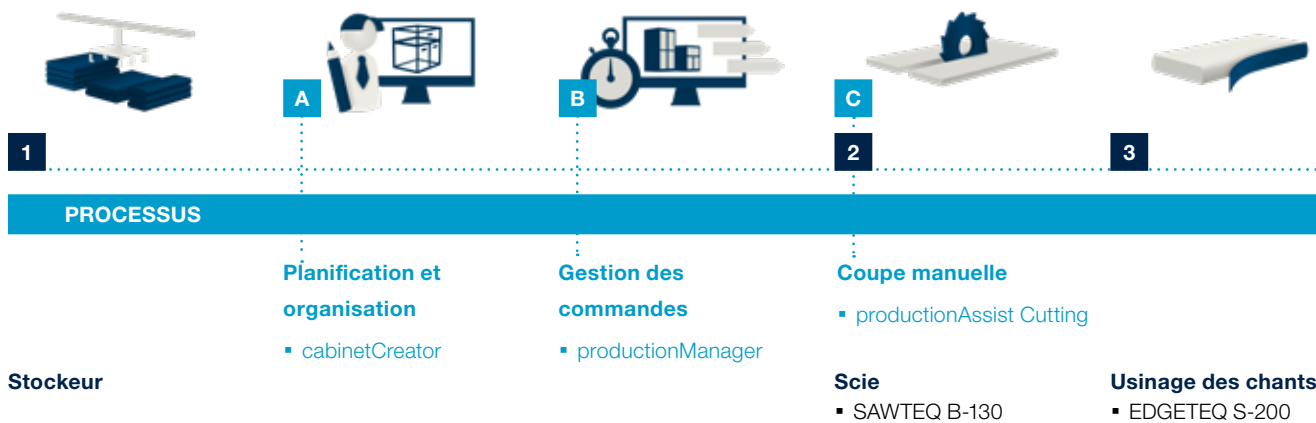 A
B
C
1
2
3
PROCESSUS
Planification et
organisation
▪ cabinetCreator
Gestion des
commandes
▪ productionManager
Coupe manuelle
▪ productionAssist Cutting
Stockeur
Scie
▪ SAWTEQ B-130
Usinage des chants
▪ EDGETEQ S-200